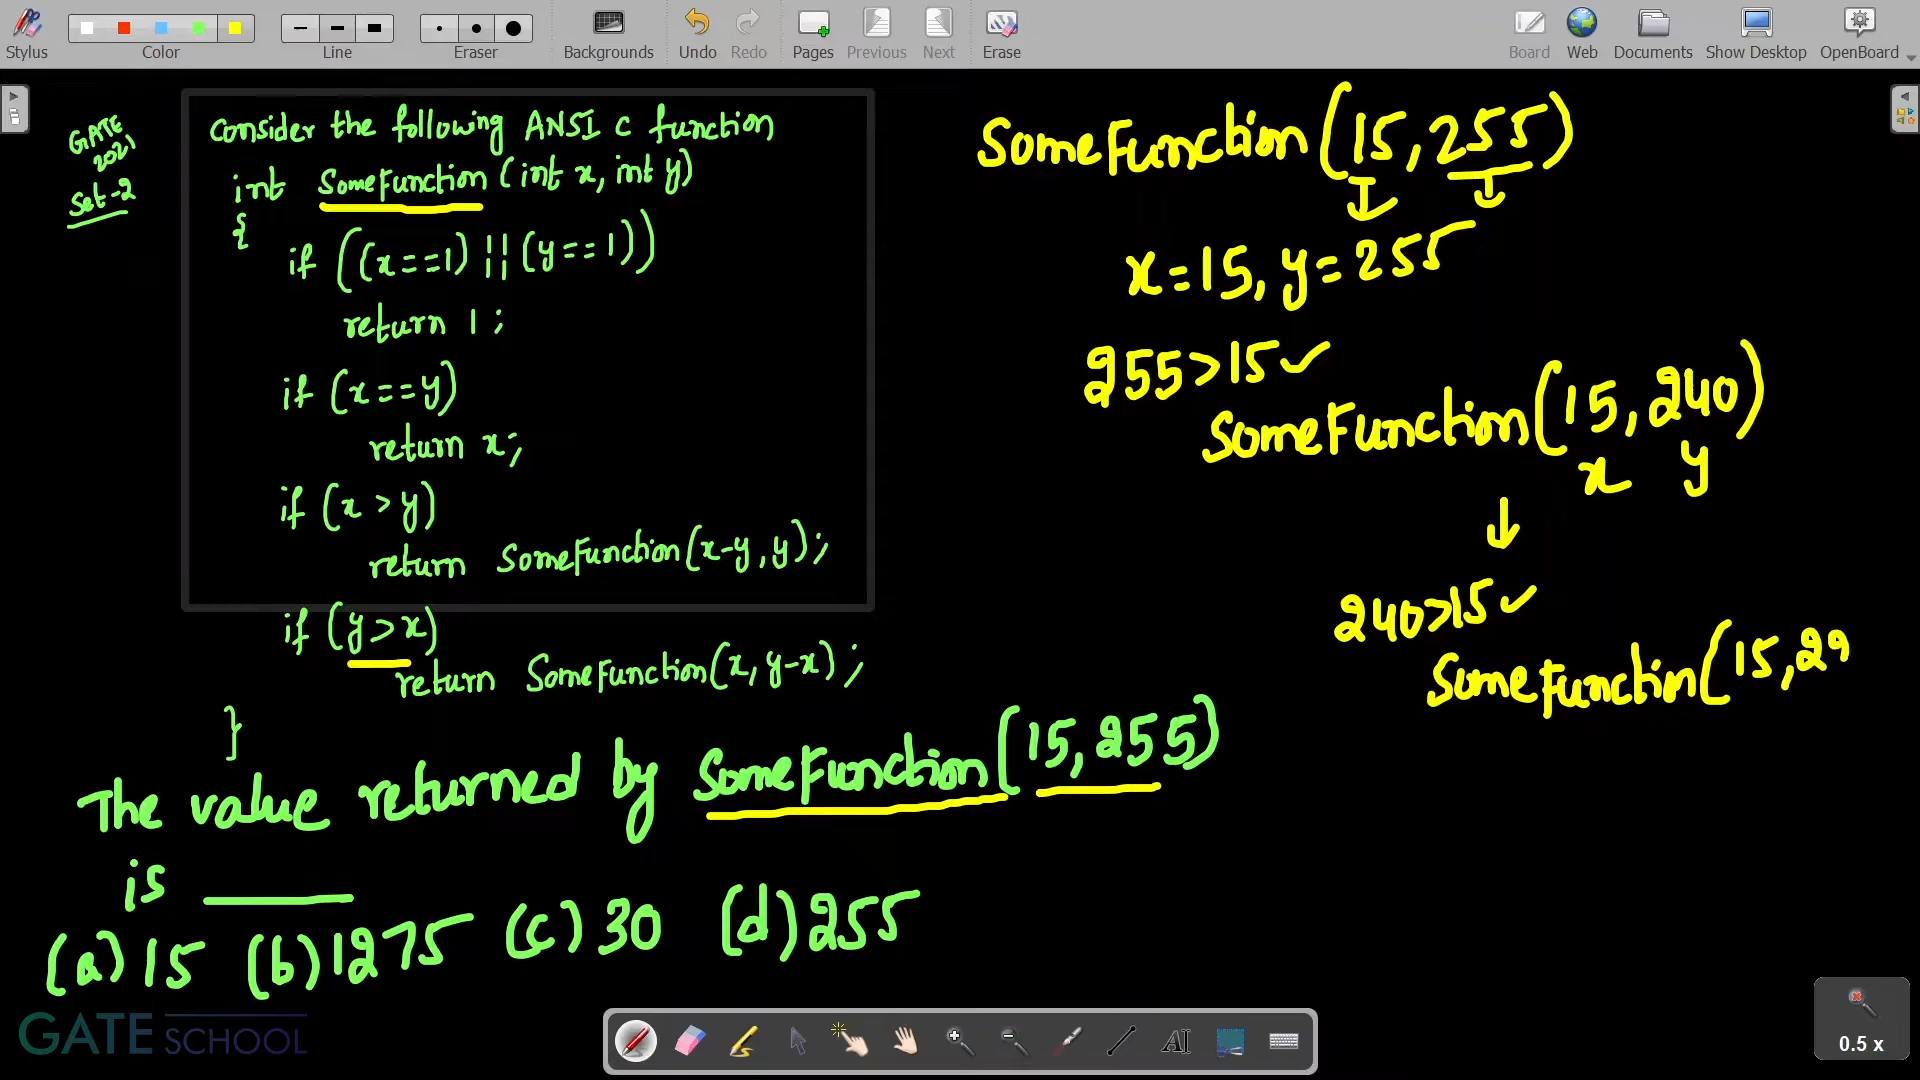 Stylus
Color
Line
Eraser
Backgrounds
Undo
Redo
Pages
Previous
Next
Erase
Board
Web
Documents
Show Desktop
OpenBoard
GATE
2021
Set-2
Consider the following ANSI C function
int SomeFunction (int x, int y)
{
if ((x==1) || (y==1))
return 1;
if (x==y)
return x;
if (x>y)
return SomeFunction(x-y, y);
if (y>x)
return SomeFunction(x, y-x);
}
The value returned by SomeFunction(15,255)
is ______
(a) 15 (b) 1275 (c) 30 (d) 255
SomeFunction(15,255)
x=15, y=255
255>15✓
SomeFunction(15,240)
x y
↓
240>15✓
SomeFunction(15,22
GATE SCHOOL
AI
0.5 x